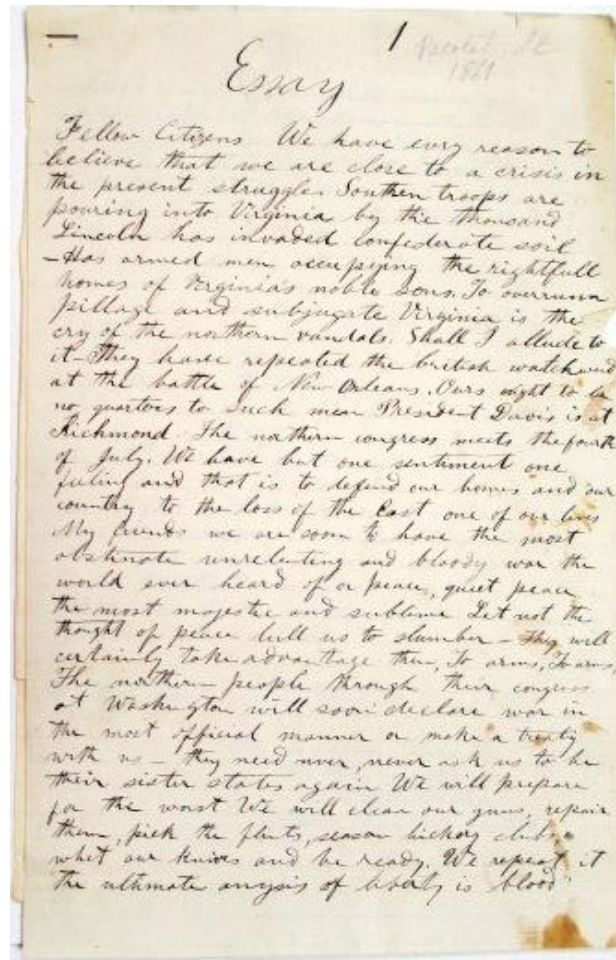 1
1861
Essay
Fellow Citizens We have evry reason to
believe that we are close to a crisis in
the present struggle. Southen troops are
pouring into Virginia by the thousand
Lincoln has invaded confederate soil
- Has armed men occupying the rightfull
homes of Virginia's noble sons. To overrun
pillage and subjugate Virginia is the
cry of the northern vandals. Shall I allude to
it - They have repeated the british watchword
at the battle of New Orleans. Ours ought to be
no quarters to such men President Davis is at
Richmond. The northern congress meets the fourth
of July. We have but one sentiment one
feeling and that is to defend our homes and our
country to the loss of the last one of our lives
My friends we are soon to have the most
obstinate unrelenting and bloody war the
world ever heard of or peace, quiet peace
the most majestic and sublime Let not the
thought of peace lull us to slumber - They will
certainly take advantage then, To arms, To arms,
The northern people through their congress
at Washington will soon declare war in
the most official manner or make a treaty
with us - they need never, never ask us to be
their sister states again We will prepare
for the worst We will clean our guns, repair
them, pick the flints, season hickory clubs
whet our knives and be ready. We repeat it
the ultimate anysis of liberty is blood